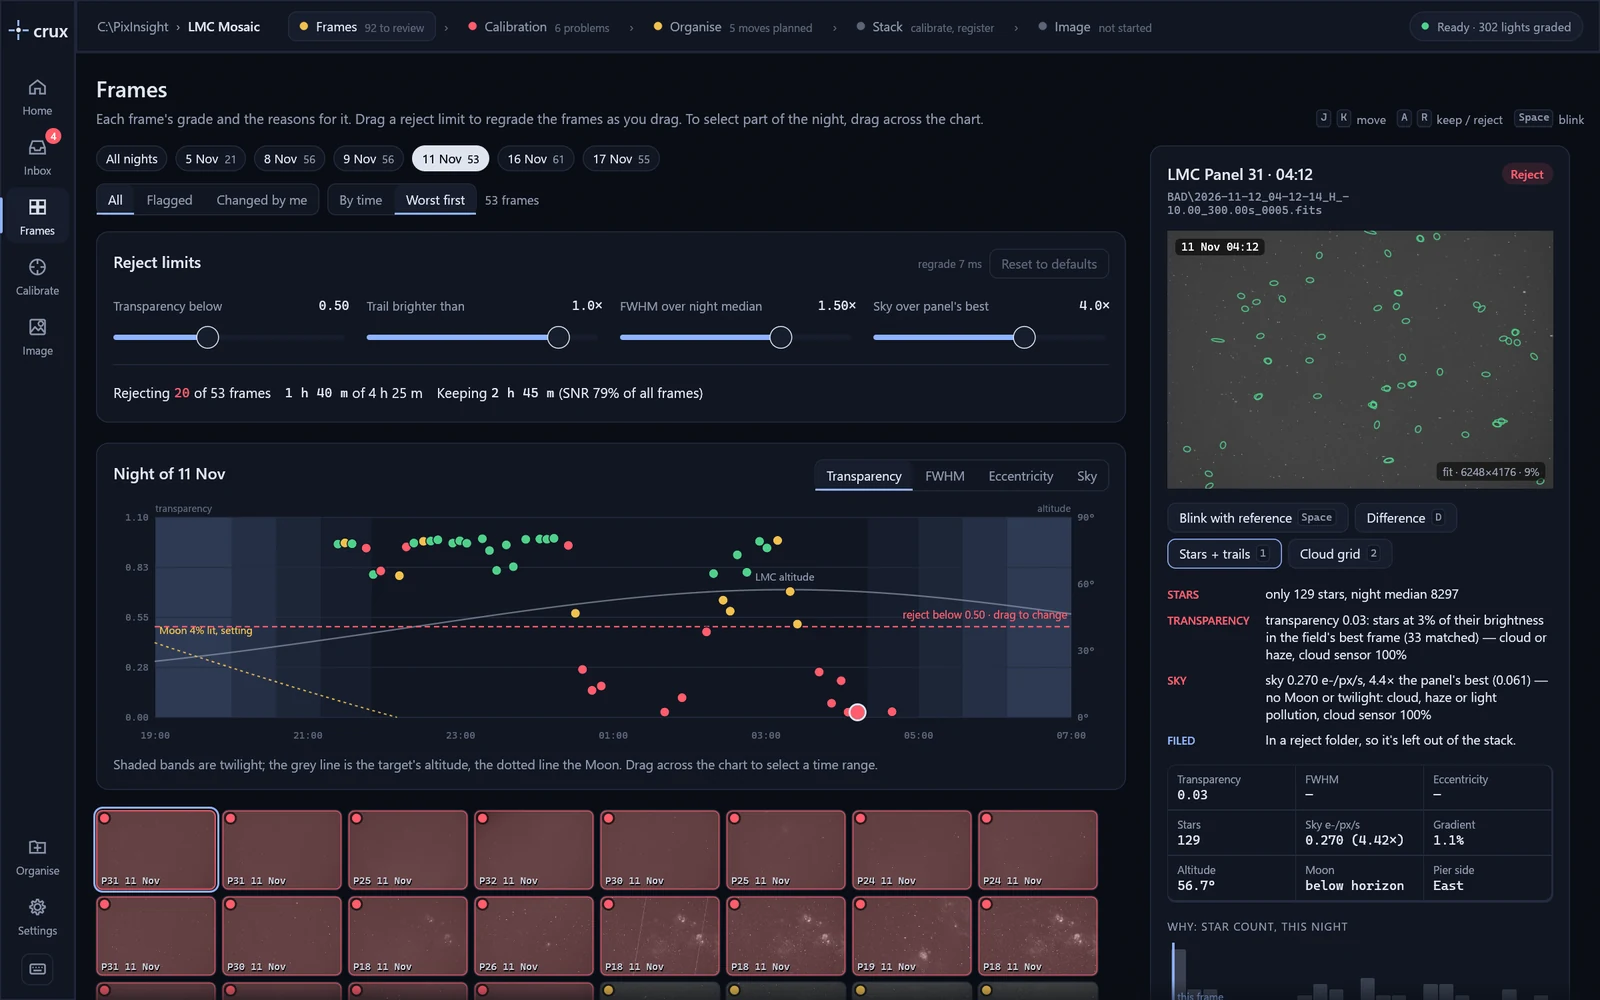 crux
C:\PixInsight › LMC Mosaic
Frames 92 to review › Calibration 6 problems › Organise 5 moves planned › Stack calibrate, register › Image not started
Ready · 302 lights graded
Home
4
Inbox
Frames
Calibrate
Image
Organise
Settings
Frames
Each frame's grade and the reasons for it. Drag a reject limit to regrade the frames as you drag. To select part of the night, drag across the chart.
J K move A R keep / reject Space blink
All nights 5 Nov 21 8 Nov 56 9 Nov 56 11 Nov 53 16 Nov 61 17 Nov 55
All Flagged Changed by me By time Worst first 53 frames
Reject limits
regrade 7 ms Reset to defaults
Transparency below 0.50 Trail brighter than 1.0× FWHM over night median 1.50× Sky over panel's best 4.0×
Rejecting 20 of 53 frames 1 h 40 m of 4 h 25 m Keeping 2 h 45 m (SNR 79% of all frames)
Night of 11 Nov
Transparency FWHM Eccentricity Sky
transparency altitude
1.10 90°
0.83
60°
0.55
30°
0.28
0.00 0°
LMC altitude
reject below 0.50 · drag to change
Moon 4% lit, setting
19:00 21:00 23:00 01:00 03:00 05:00 07:00
Shaded bands are twilight; the grey line is the target's altitude, the dotted line the Moon. Drag across the chart to select a time range.
P31 11 Nov P31 11 Nov P25 11 Nov P32 11 Nov P30 11 Nov P25 11 Nov P24 11 Nov P24 11 Nov
P31 11 Nov P30 11 Nov P18 11 Nov P26 11 Nov P18 11 Nov P18 11 Nov P19 11 Nov P18 11 Nov
LMC Panel 31 · 04:12 Reject
BAD\2026-11-12_04-12-14_H_-
10.00_300.00s_0005.fits
11 Nov 04:12
fit · 6248×4176 · 9%
Blink with reference Space Difference D
Stars + trails 1 Cloud grid 2
STARS only 129 stars, night median 8297
TRANSPARENCY transparency 0.03: stars at 3% of their brightness
in the field's best frame (33 matched) — cloud or
haze, cloud sensor 100%
SKY sky 0.270 e-/px/s, 4.4× the panel's best (0.061) —
no Moon or twilight: cloud, haze or light
pollution, cloud sensor 100%
FILED In a reject folder, so it's left out of the stack.
Transparency FWHM Eccentricity
0.03 — —
Stars Sky e-/px/s Gradient
129 0.270 (4.42×) 1.1%
Altitude Moon Pier side
56.7° below horizon East
WHY: STAR COUNT, THIS NIGHT
this frame